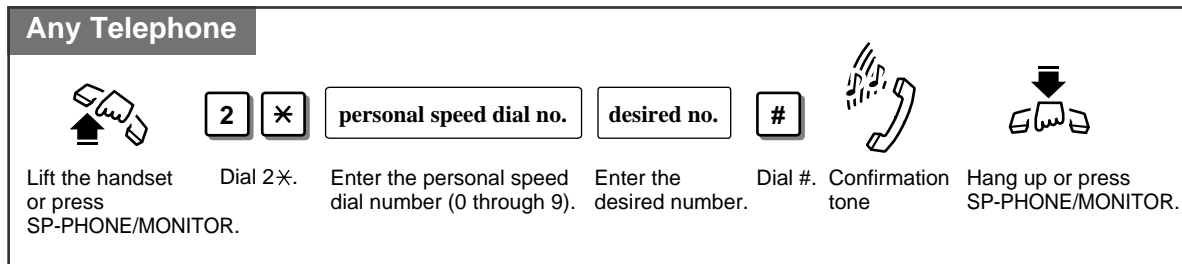 Any Telephone
2 ✳ personal speed dial no. desired no. #
Lift the handset
or press
SP-PHONE/MONITOR.
Dial 2✳.
Enter the personal speed
dial number (0 through 9).
Enter the
desired number.
Dial #.
Confirmation
tone
Hang up or press
SP-PHONE/MONITOR.